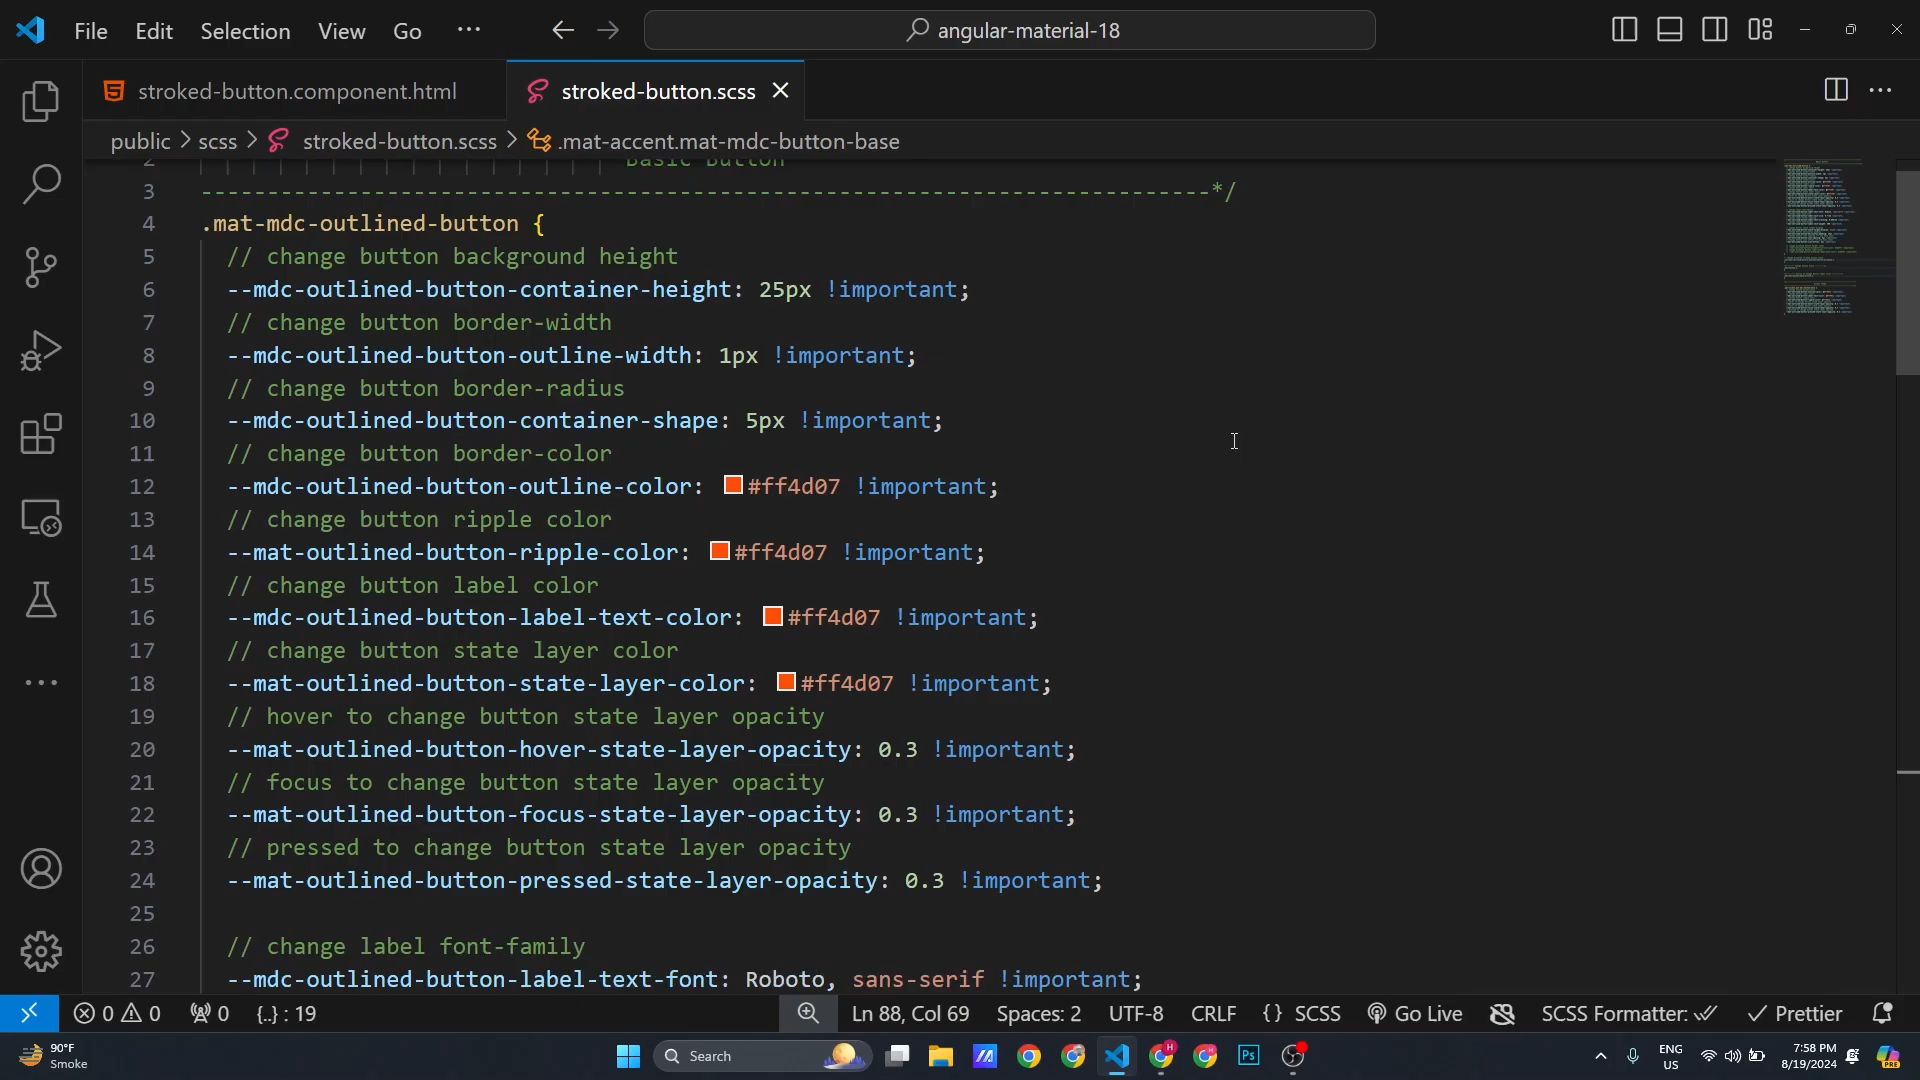 File Edit Selection View Go ··· angular-material-18
stroked-button.component.html stroked-button.scss
public > scss > stroked-button.scss > .mat-accent.mat-mdc-button-base
2 Basic Button
3 -----------------------------------------------------------------------------*/
4 .mat-mdc-outlined-button {
5 // change button background height
6 --mdc-outlined-button-container-height: 25px !important;
7 // change button border-width
8 --mdc-outlined-button-outline-width: 1px !important;
9 // change button border-radius
10 --mdc-outlined-button-container-shape: 5px !important;
11 // change button border-color
12 --mdc-outlined-button-outline-color: #ff4d07 !important;
13 // change button ripple color
14 --mat-outlined-button-ripple-color: #ff4d07 !important;
15 // change button label color
16 --mdc-outlined-button-label-text-color: #ff4d07 !important;
17 // change button state layer color
18 --mat-outlined-button-state-layer-color: #ff4d07 !important;
19 // hover to change button state layer opacity
20 --mat-outlined-button-hover-state-layer-opacity: 0.3 !important;
21 // focus to change button state layer opacity
22 --mat-outlined-button-focus-state-layer-opacity: 0.3 !important;
23 // pressed to change button state layer opacity
24 --mat-outlined-button-pressed-state-layer-opacity: 0.3 !important;
25
26 // change label font-family
27 --mdc-outlined-button-label-text-font: Roboto, sans-serif !important;
0 0 0 {..} : 19 Ln 88, Col 69 Spaces: 2 UTF-8 CRLF {} SCSS Go Live SCSS Formatter: Prettier
90°F
Smoke
Search
Ps
ENG
US
7:58 PM
8/19/2024